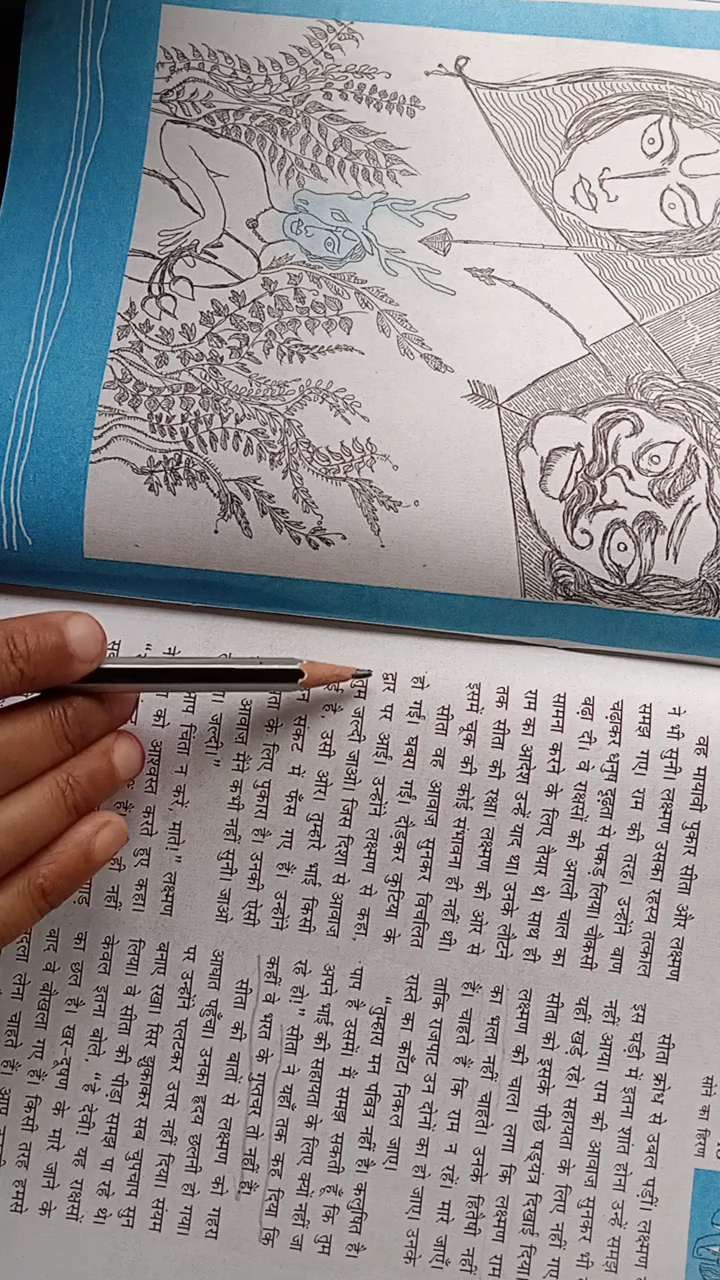 सोने का हिरण
वह मायावी पुकार सीता और लक्ष्मण
ने भी सुनी। लक्ष्मण उसका रहस्य तत्काल
समझ गए। राम की तरह। उन्होंने बाण
चढ़ाकर धनुष दृढ़ता से पकड़ लिया। चौकसी
बढ़ा दी। वे राक्षसों की अगली चाल का
सामना करने के लिए तैयार थे। साथ ही
राम का आदेश उन्हें याद था। उनके लौटने
तक सीता की रक्षा। लक्ष्मण की ओर से
इसमें चूक की कोई संभावना ही नहीं थी।
सीता वह आवाज़ सुनकर विचलित
हो गईं। घबरा गईं। दौड़कर कुटिया के
द्वार पर आईं। उन्होंने लक्ष्मण से कहा,
जल्दी जाओ। जिस दिशा से आवाज़
है, उसी ओर। तुम्हारे भाई किसी
संकट में फँस गए हैं। उन्होंने
के लिए पुकारा है। उनकी ऐसी
आवाज़ मैंने कभी नहीं सुनी। जाओ
जल्दी।"
चिंता न करें, माते!" लक्ष्मण
को आश्वस्त करते हुए कहा।
सीता क्रोध से उबल पड़ीं। लक्ष्मण
इस घड़ी में इतना शांत होना उन्हें समझ
नहीं आया। राम की आवाज़ सुनकर भी
यहीं खड़े रहे। सहायता के लिए नहीं गए
सीता को इसके पीछे षड्यंत्र दिखाई दिया।
लक्ष्मण की चाल। लगा कि लक्ष्मण राम
का भला नहीं चाहते। उनके हितैषी नहीं
हैं। चाहते हैं कि राम न रहें। मारे जाएँ।
ताकि राजपाट उन दोनों का हो जाए। उनके
रास्ते का काँटा निकल जाए।
"तुम्हारा मन पवित्र नहीं है। कलुषित है।
पाप है उसमें। मैं समझ सकती हूँ कि तुम
अपने भाई की सहायता के लिए क्यों नहीं जा
रहे हो।" सीता ने यहाँ तक कह दिया कि
कहीं वे भरत के गुप्तचर तो नहीं हैं।
सीता की बातों से लक्ष्मण को गहरा
आघात पहुँचा। उनका हृदय छलनी हो गया।
पर उन्होंने पलटकर उत्तर नहीं दिया। संयम
बनाए रखा। सिर झुकाकर सब चुपचाप सुन
लिया। वे सीता की पीड़ा समझ पा रहे थे।
केवल इतना बोले, "हे देवी! यह राक्षसों
का छल है। खर-दूषण के मारे जाने के
बाद वे बौखला गए हैं। किसी तरह हमसे
बदला लेना चाहते हैं। आप